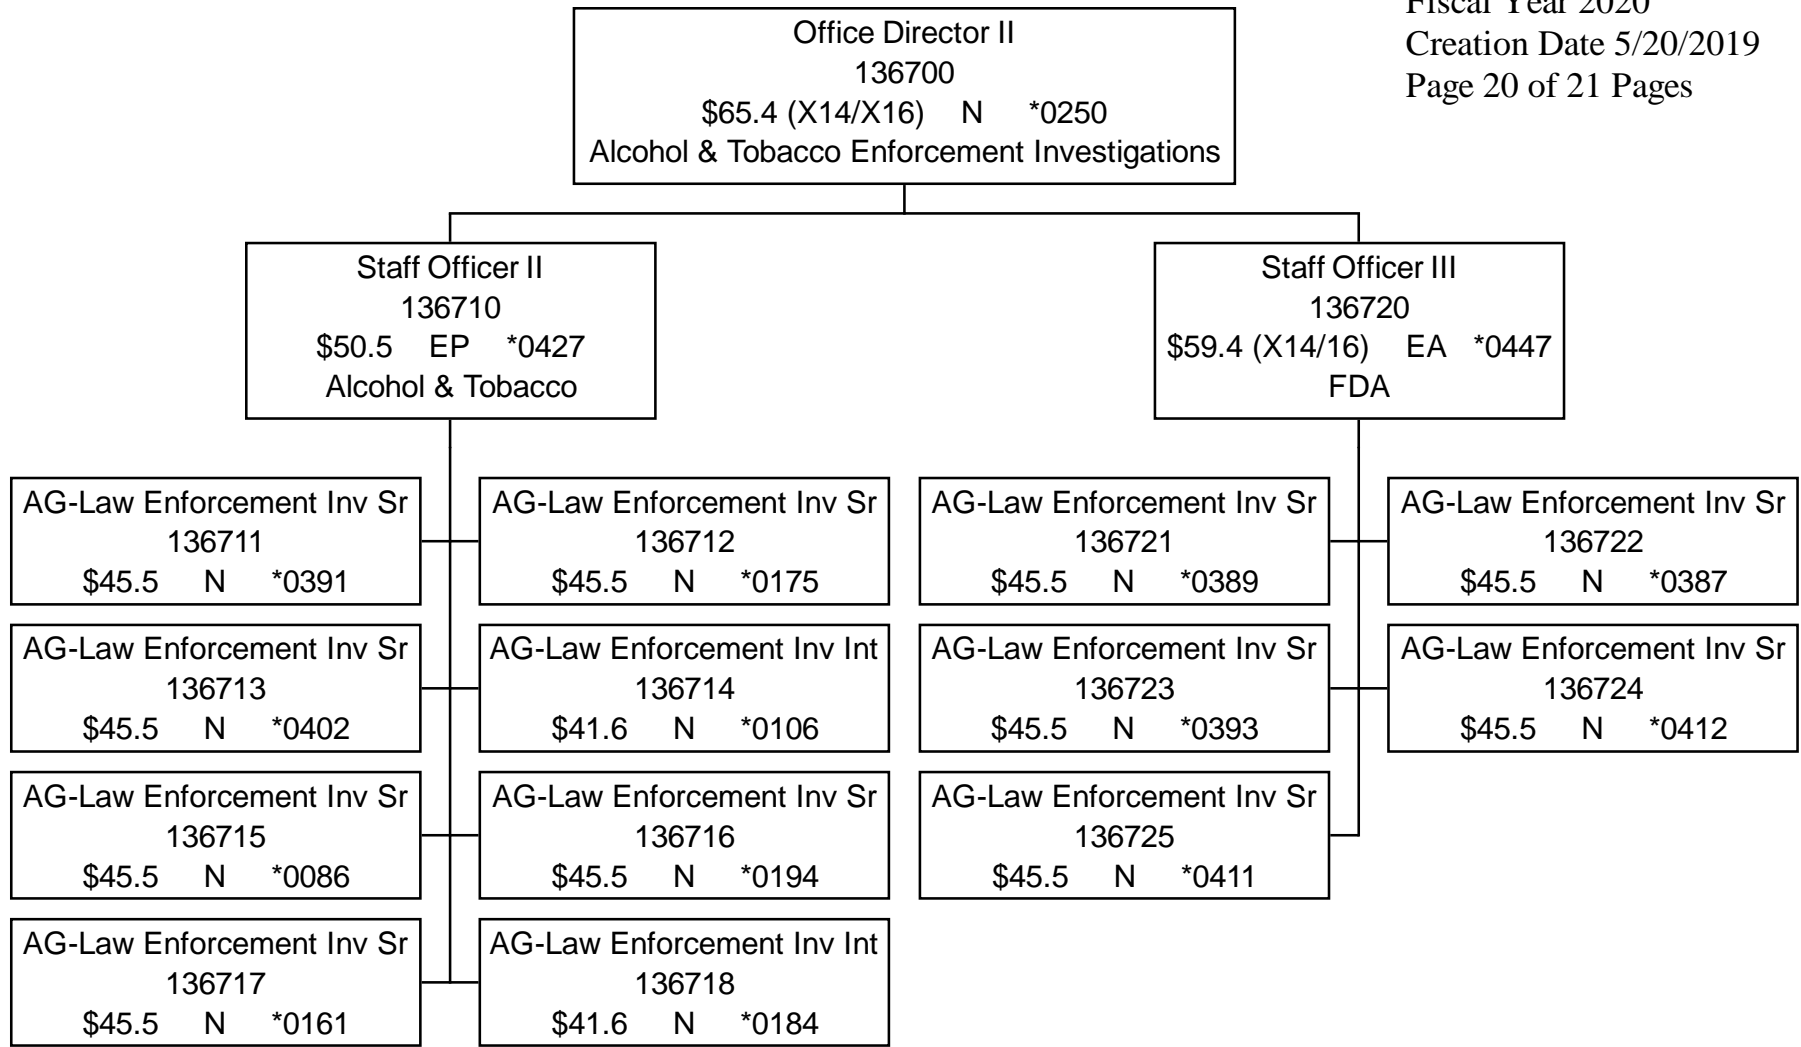 Fiscal Year 2020
Creation Date 5/20/2019
Page 20 of 21 Pages
Office Director II
136700
$65.4 (X14/X16) N *0250
Alcohol & Tobacco Enforcement Investigations
Staff Officer II
136710
$50.5 EP *0427
Alcohol & Tobacco
Staff Officer III
136720
$59.4 (X14/16) EA *0447
FDA
AG-Law Enforcement Inv Sr
136711
$45.5 N *0391
AG-Law Enforcement Inv Sr
136712
$45.5 N *0175
AG-Law Enforcement Inv Sr
136721
$45.5 N *0389
AG-Law Enforcement Inv Sr
136722
$45.5 N *0387
AG-Law Enforcement Inv Sr
136713
$45.5 N *0402
AG-Law Enforcement Inv Int
136714
$41.6 N *0106
AG-Law Enforcement Inv Sr
136723
$45.5 N *0393
AG-Law Enforcement Inv Sr
136724
$45.5 N *0412
AG-Law Enforcement Inv Sr
136715
$45.5 N *0086
AG-Law Enforcement Inv Sr
136716
$45.5 N *0194
AG-Law Enforcement Inv Sr
136725
$45.5 N *0411
AG-Law Enforcement Inv Sr
136717
$45.5 N *0161
AG-Law Enforcement Inv Int
136718
$41.6 N *0184